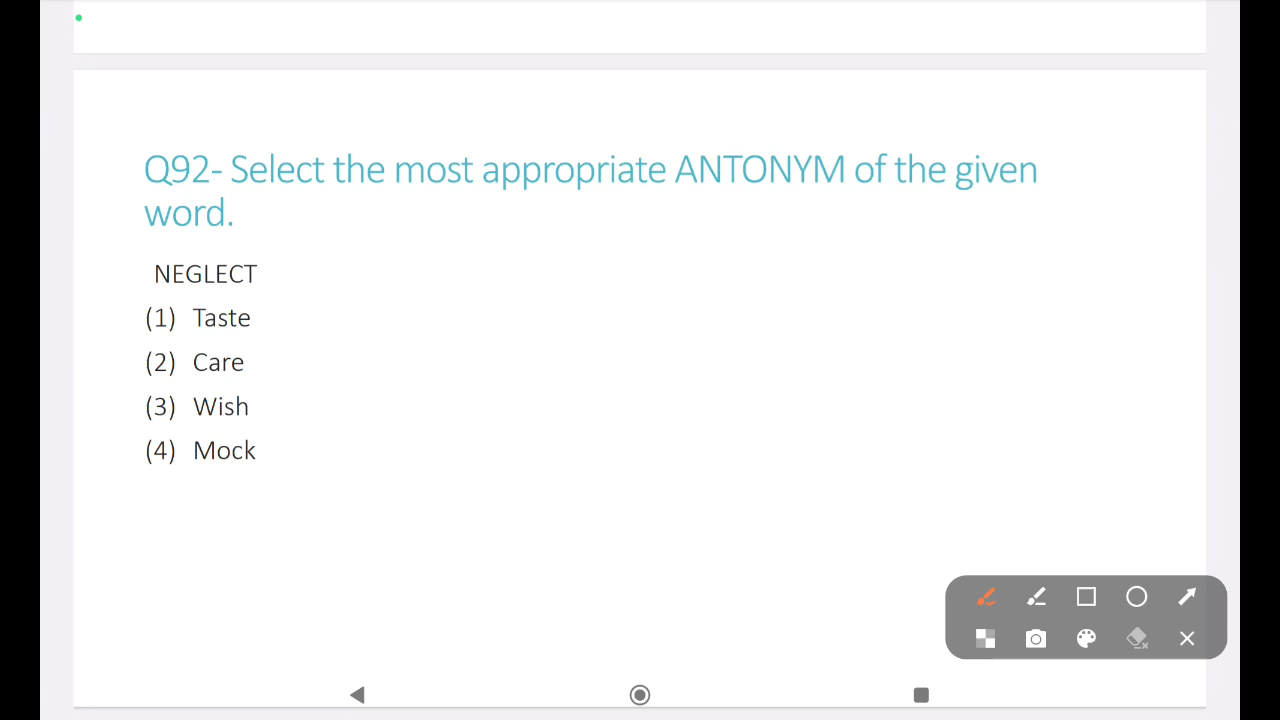 Q92- Select the most appropriate ANTONYM of the given
word.
NEGLECT
(1) Taste
(2) Care
(3) Wish
(4) Mock